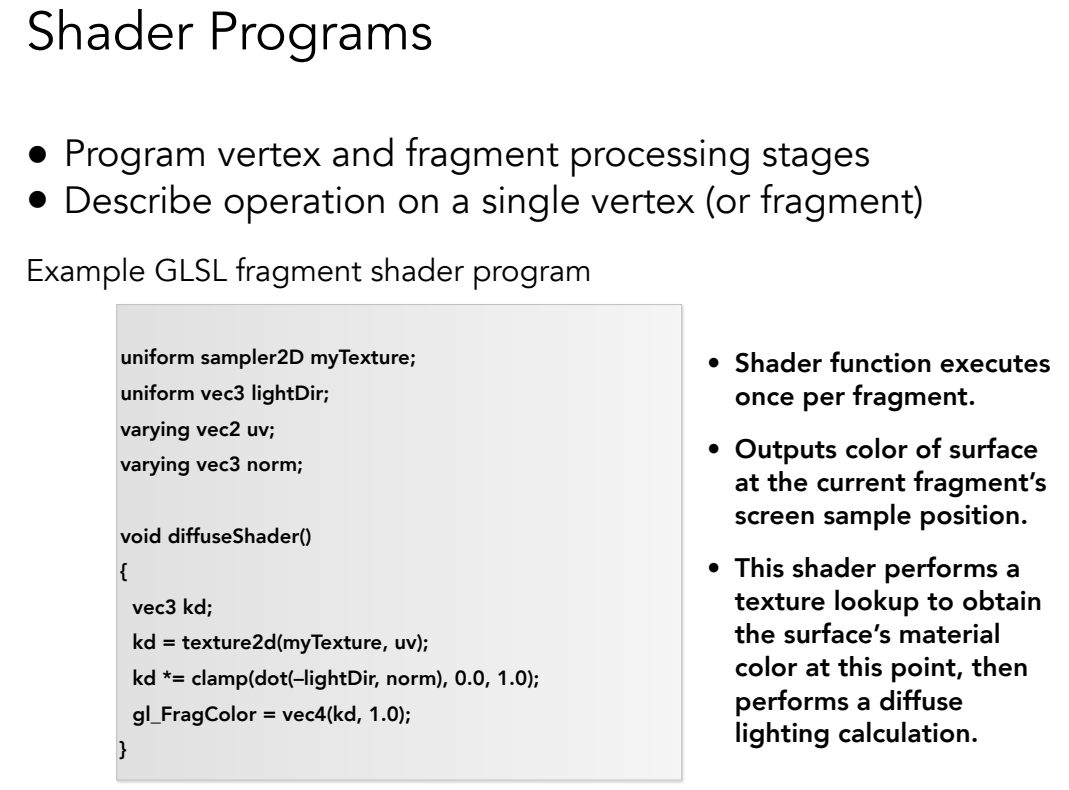 Shader Programs
• Program vertex and fragment processing stages
• Describe operation on a single vertex (or fragment)
Example GLSL fragment shader program
uniform sampler2D myTexture;
uniform vec3 lightDir;
varying vec2 uv;
varying vec3 norm;
void diffuseShader()
{
vec3 kd;
kd = texture2d(myTexture, uv);
kd *= clamp(dot(–lightDir, norm), 0.0, 1.0);
gl_FragColor = vec4(kd, 1.0);
}
• Shader function executes
once per fragment.
• Outputs color of surface
at the current fragment’s
screen sample position.
• This shader performs a
texture lookup to obtain
the surface’s material
color at this point, then
performs a diffuse
lighting calculation.